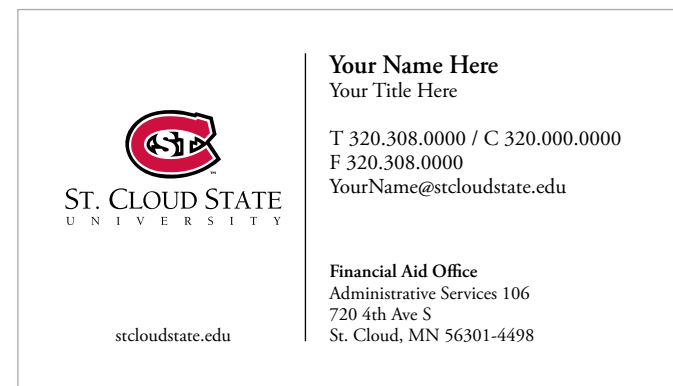 ST
ST. CLOUD STATE
UNIVERSITY
stcloudstate.edu
Your Name Here
Your Title Here
T 320.308.0000 / C 320.000.0000
F 320.308.0000
YourName@stcloudstate.edu
Financial Aid Office
Administrative Services 106
720 4th Ave S
St. Cloud, MN 56301-4498